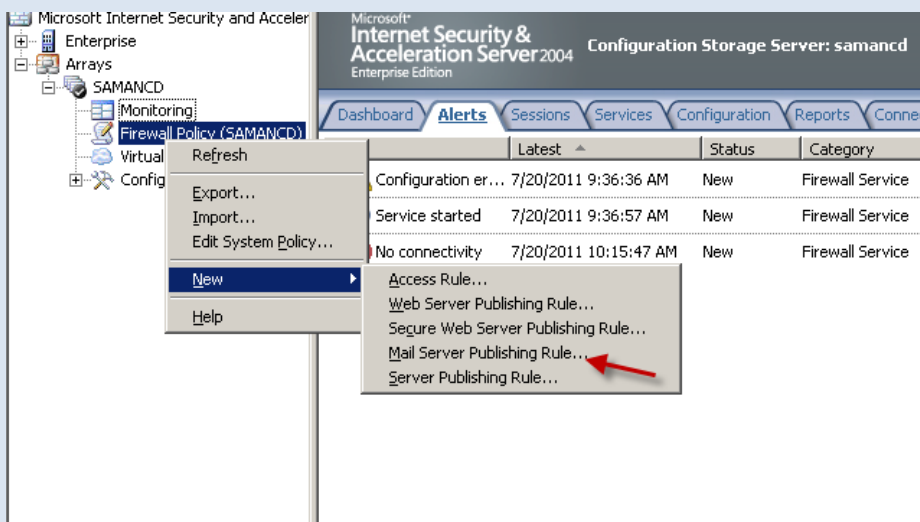 Microsoft Internet Security and Acceler
Enterprise
Arrays
SAMANCD
Monitoring
Firewall Policy (SAMANCD)
Virtual
Config
Refresh
Export...
Import...
Edit System Policy...
New
Help
Access Rule...
Web Server Publishing Rule...
Secure Web Server Publishing Rule...
Mail Server Publishing Rule...
Server Publishing Rule...
Microsoft
Internet Security &
Acceleration Server 2004
Enterprise Edition
Configuration Storage Server: samancd
Dashboard Alerts Sessions Services Configuration Reports Conne
Latest Status Category
Configuration er... 7/20/2011 9:36:36 AM New Firewall Service
Service started 7/20/2011 9:36:57 AM New Firewall Service
No connectivity 7/20/2011 10:15:47 AM New Firewall Service